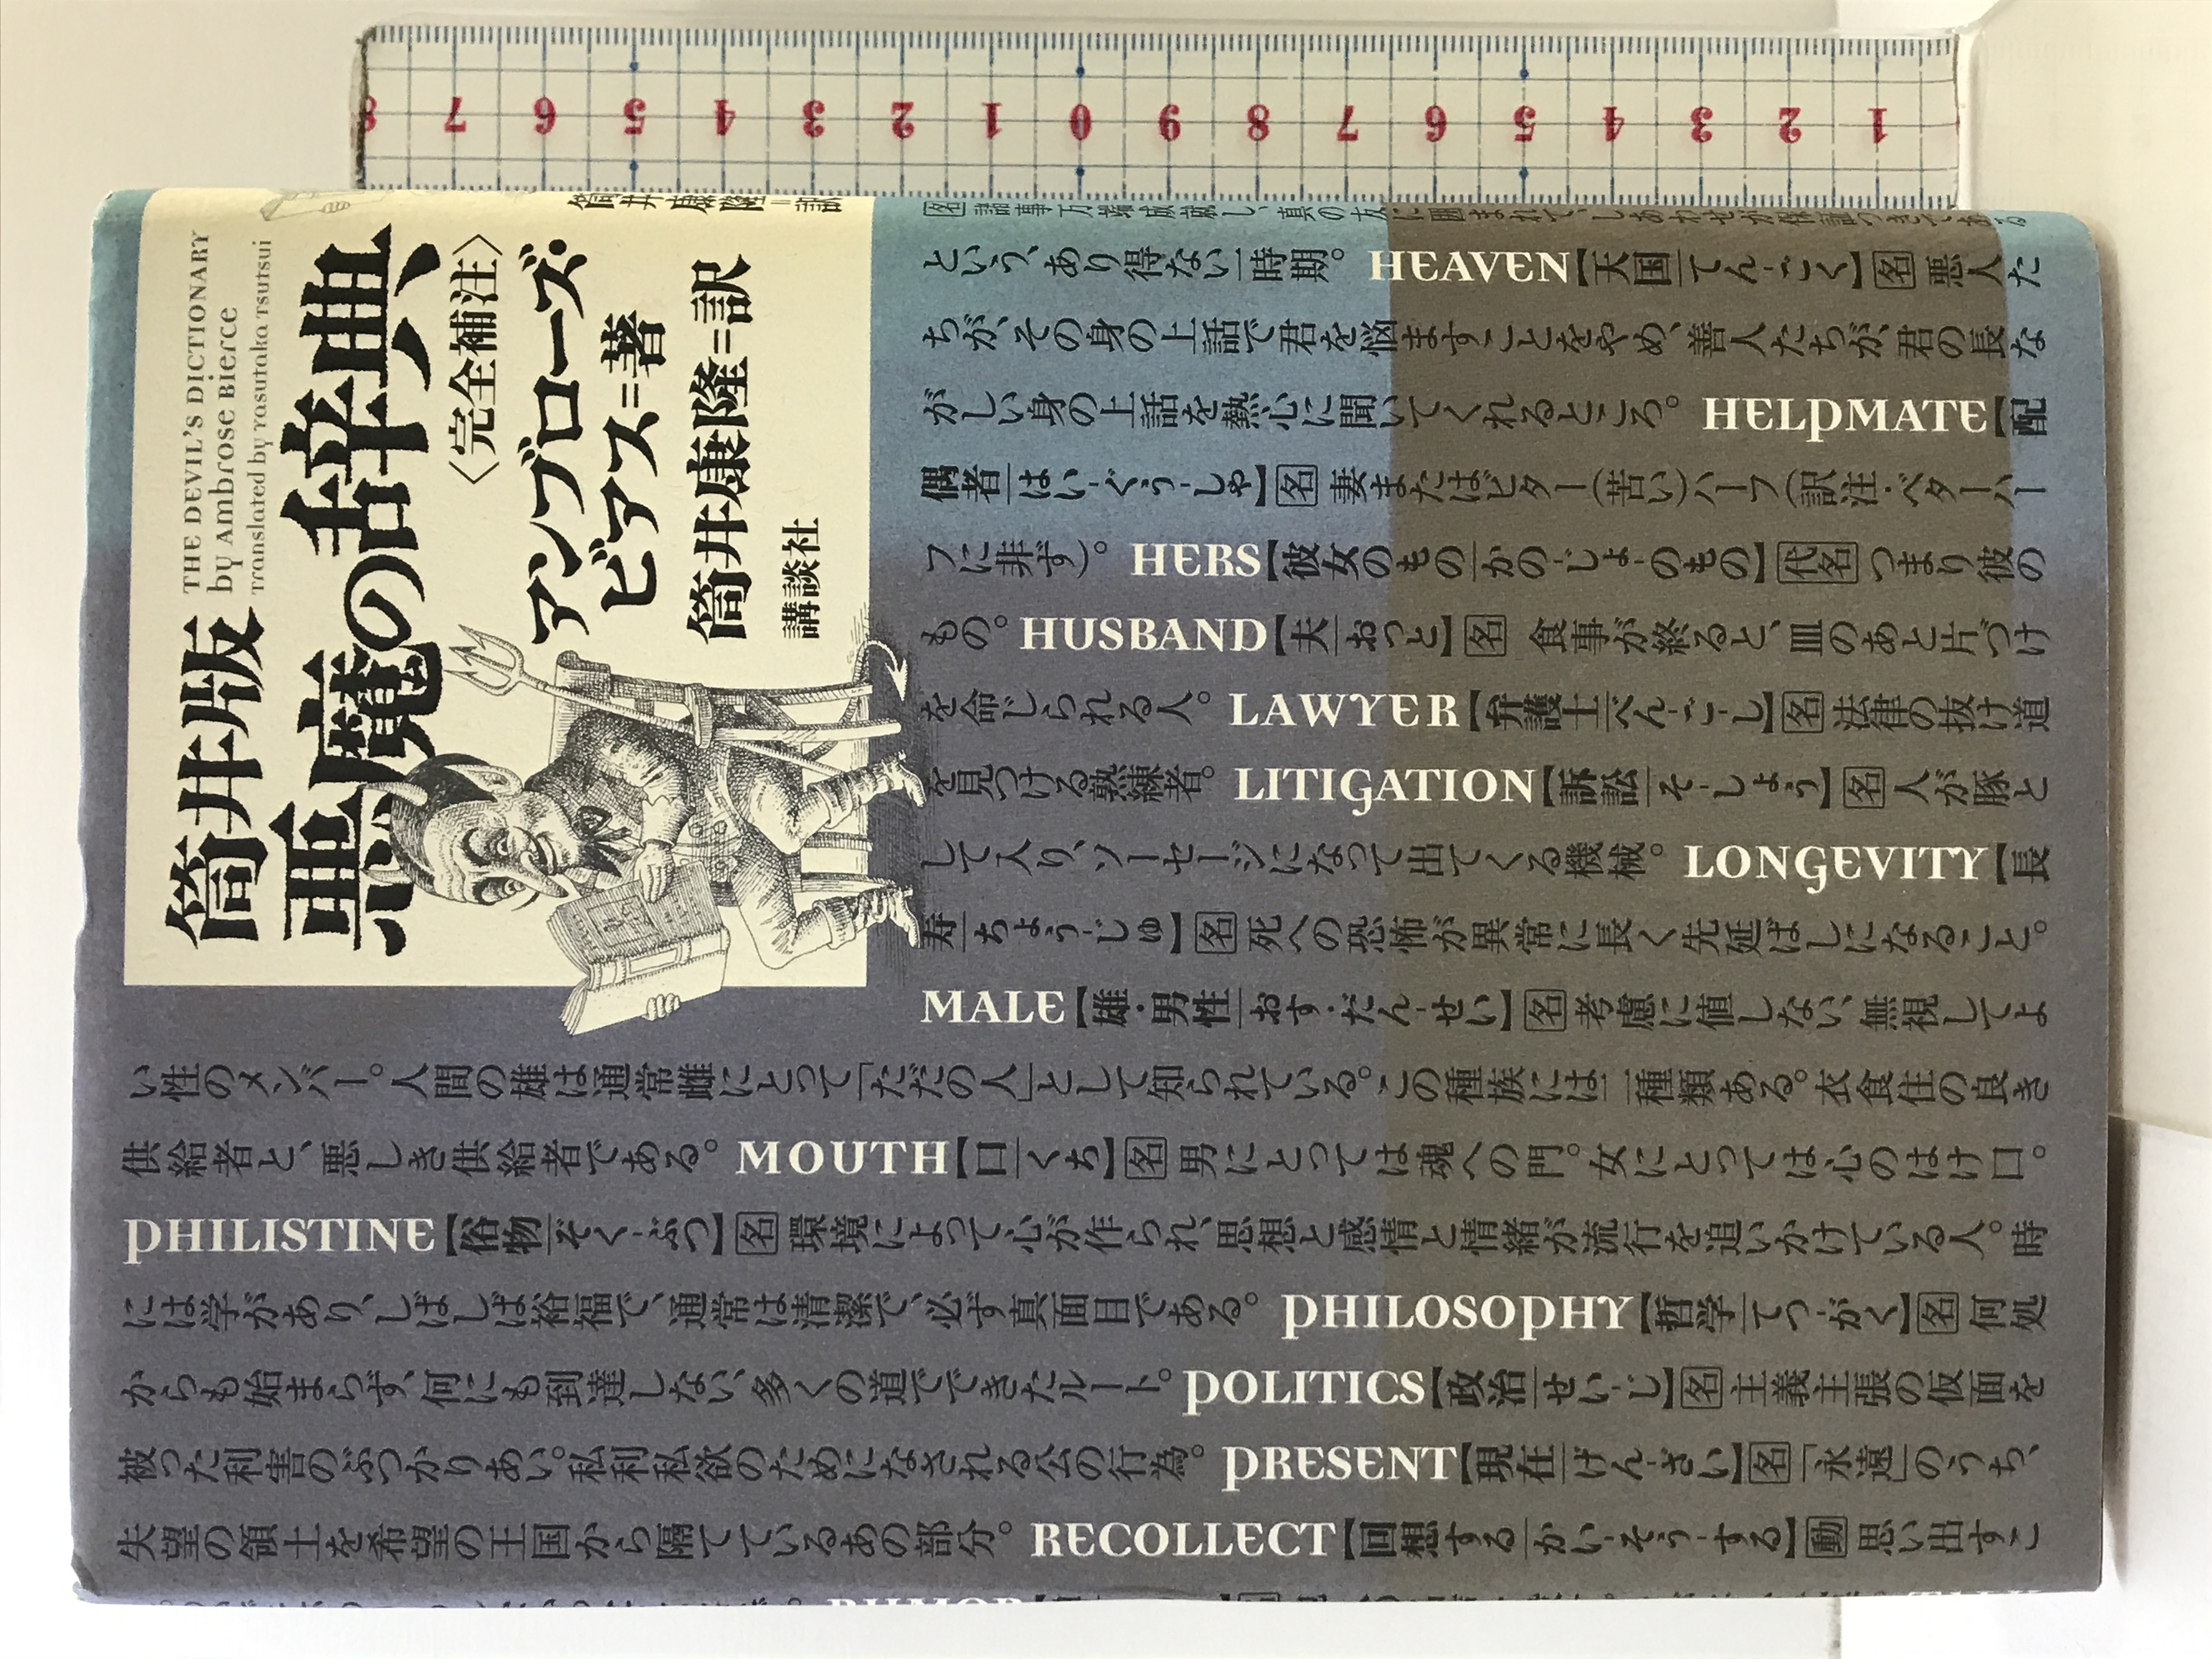 THE DEVIL'S DICTIONARY
by Ambrose Bierce
Translated by Yasutaka Tsutsui
筒井版
悪魔の辞典
〈完全補注〉
アンブローズ
ビアス=著
筒井康隆=訳
講談社
筒井康隆=訳
という、あり得ない一時期。HEAVEN【天国|てん-ごく】名 悪人た
ちが、その身の上話で君を悩ますことをやめ、善人たちが、君の長な
がしい身の上話を熱心に聞いてくれるところ。HELPMATE【配
偶者|はい-ぐう-しゃ】名 妻またはビター(苦い)ハーフ(訳注・ベターハー
フに非ず)。HERS【彼女のもの|かの-じょ-のもの】代名 つまり彼の
もの。HUSBAND【夫|おっと】名 食事が終ると、皿のあと片づけ
を命じられる人。LAWYER【弁護士|べん-ご-し】名 法律の抜け道
を見つける熟練者。LITIGATION【訴訟|そ-しょう】名 人が豚と
して入り、ソーセージになって出てくる機械。LONGEVITY【長
寿|ちょう-じゅ】名 死への恐怖が異常に長く先延ばしになること。
MALE【雄・男性|おす・だん-せい】名 考慮に値しない、無視してよ
い性のメンバー。人間の雄は通常雌にとって「ただの人」として知られている。この種族には二種類ある。衣食住の良き
供給者と、悪しき供給者である。MOUTH【口|くち】名 男にとっては魂への門。女にとっては心のはけ口。
PHILISTINE【俗物|ぞく-ぶつ】名 環境によって心が作られ、思想と感情と情緒が流行を追いかけている人。時
には学があり、しばしば裕福で、通常は清潔で、必ず真面目である。PHILOSOPHY【哲学|てつ-がく】名 何処
からも始まらず、何にも到達しない、多くの道でできたルート。POLITICS【政治|せい-じ】名 主義主張の仮面を
被った利害のぶつかりあい。私利私欲のためになされる公の行為。PRESENT【現在|げん-ざい】名「永遠」のうち、
失望の領土を希望の王国から隔てているあの部分。RECOLLECT【回想する|かい-そう-する】動 思い出すこ
RUMOR
8 7 6 5 4 3 2 1 0 9 8 7 6 5 4 3 2 1